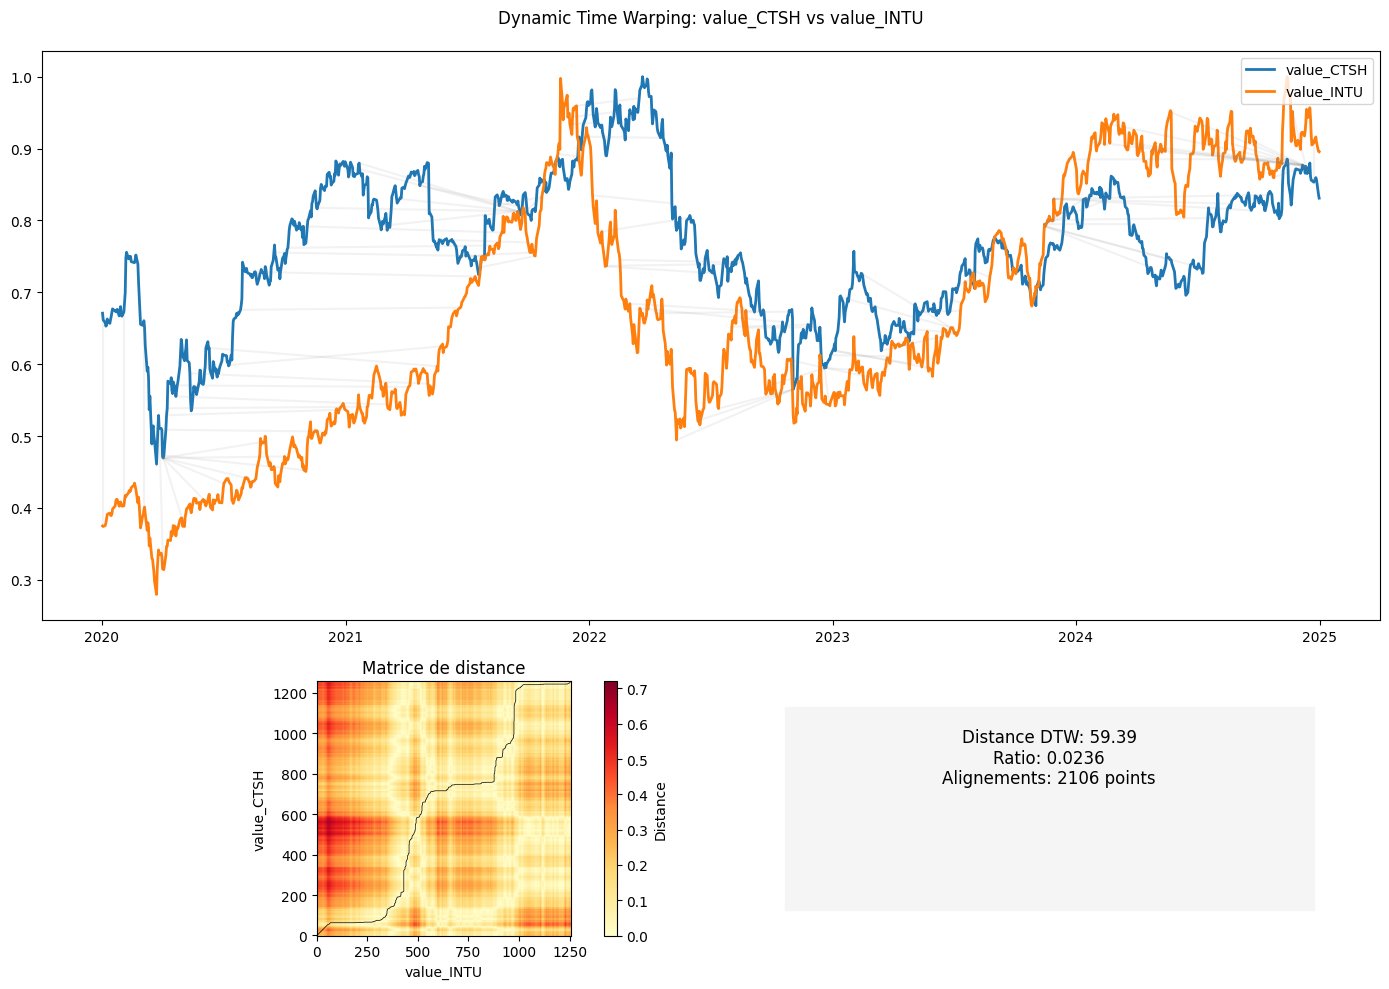 Dynamic Time Warping: value_CTSH vs value_INTU
value_CTSH
value_INTU
1.0
0.9
0.8
0.7
0.6
0.5
0.4
0.3
2020 2021 2022 2023 2024 2025
Matrice de distance
1200
1000
800
600
400
200
0
value_CTSH
0 250 500 750 1000 1250
value_INTU
0.7
0.6
0.5
0.4
0.3
0.2
0.1
0.0
Distance
Distance DTW: 59.39
Ratio: 0.0236
Alignements: 2106 points